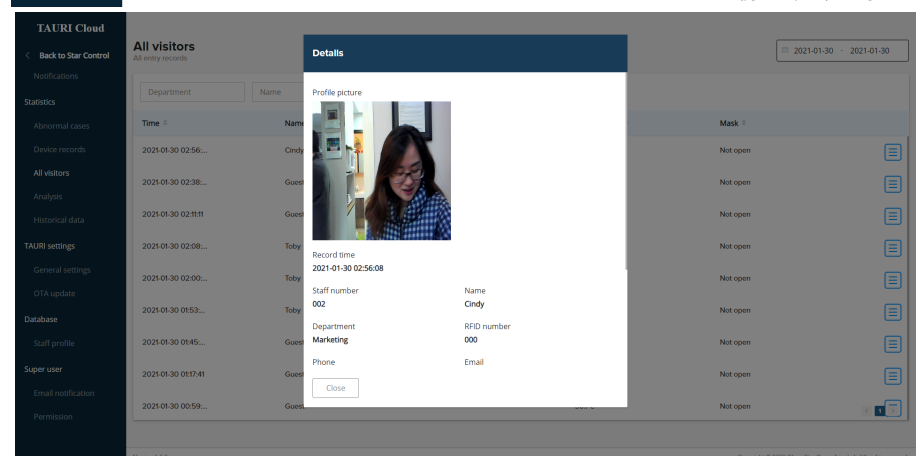 TAURI Cloud
Back to Star Control
Notifications
Statistics
Abnormal cases
Device records
All visitors
Analysis
Historical data
TAURI settings
General settings
OTA update
Database
Staff profile
Super user
Email notification
Permission
All visitors
All entry records
2021-01-30 - 2021-01-30
Department Name
Time Name Mask
2021-01-30 02:56:... Cindy Not open
2021-01-30 02:38:... Guest Not open
2021-01-30 02:11:11 Guest Not open
2021-01-30 02:08:... Toby Not open
2021-01-30 02:00:... Toby Not open
2021-01-30 01:53:... Toby Not open
2021-01-30 01:45:... Guest Not open
2021-01-30 01:17:41 Guest Not open
2021-01-30 00:59:... Guest Not open
1
Details
Profile picture
Record time
2021-01-30 02:56:08
Staff number Name
002 Cindy
Department RFID number
Marketing 000
Phone Email
Close